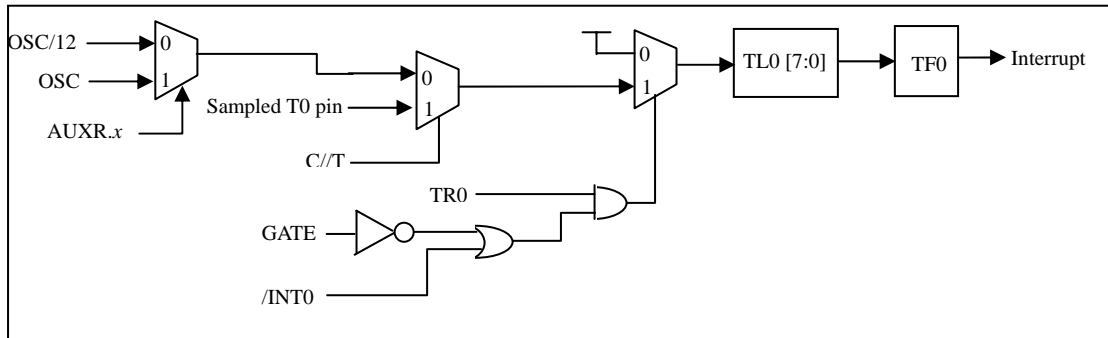 OSC/12
0
OSC
1
AUXR.x
0
Sampled T0 pin
1
C//T
0
1
TL0 [7:0]
TF0
Interrupt
TR0
GATE
/INT0